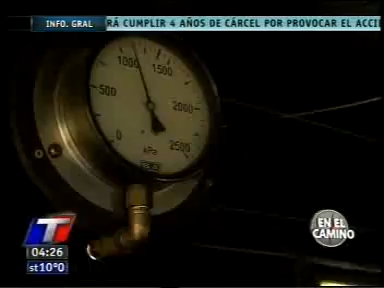 INFO. GRAL
RÁ CUMPLIR 4 AÑOS DE CÁRCEL POR PROVOCAR EL ACCI
1000
1500
500
2000
0
2500
kPa
EN EL
CAMINO
T
04:26
st10°0